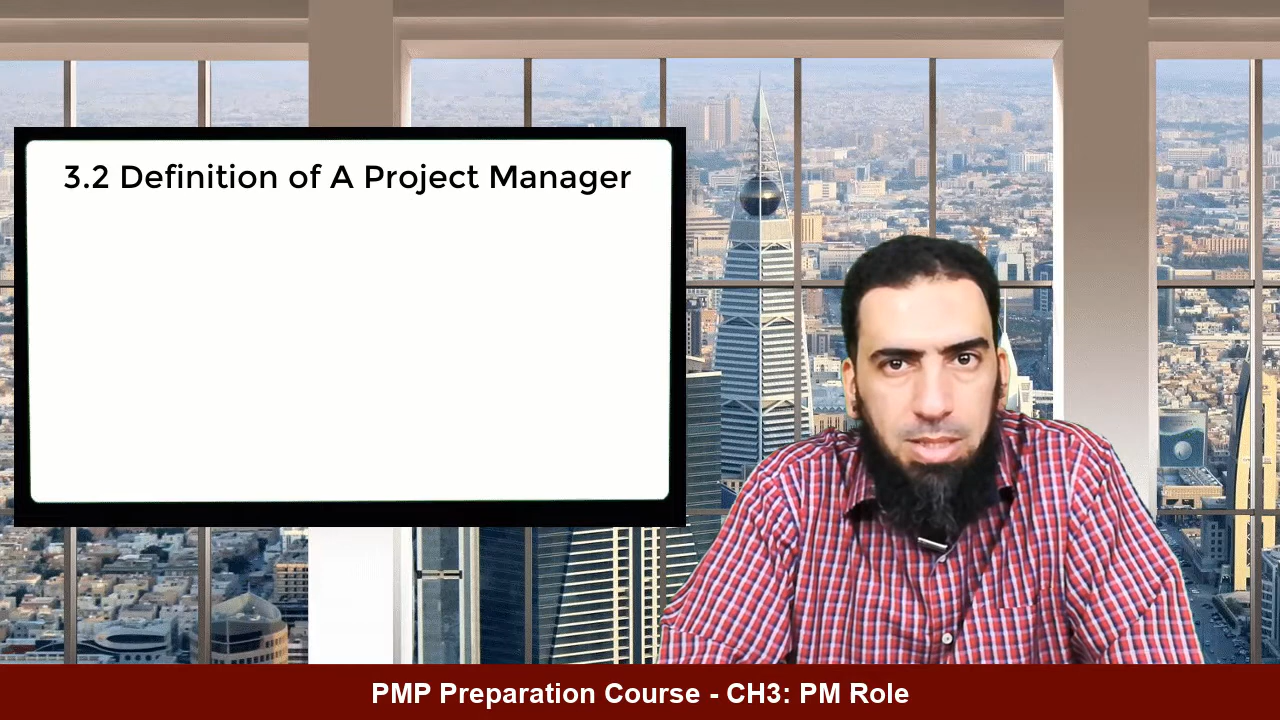 3.2 Definition of A Project Manager
PMP Preparation Course - CH3: PM Role